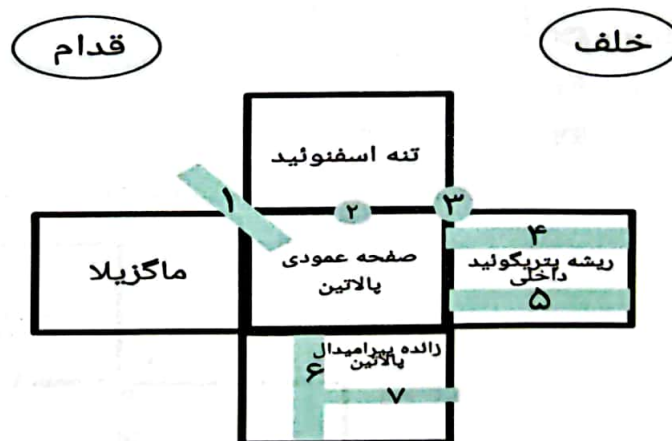 خلف
قدام
تنه اسفنوئید
۱
۲
۳
ماگزیلا
صفحه عمودی
پالاتین
۴
ریشه پتریگوئید
داخلی
۵
زائده پیرامیدال
پالاتین
۶
۷